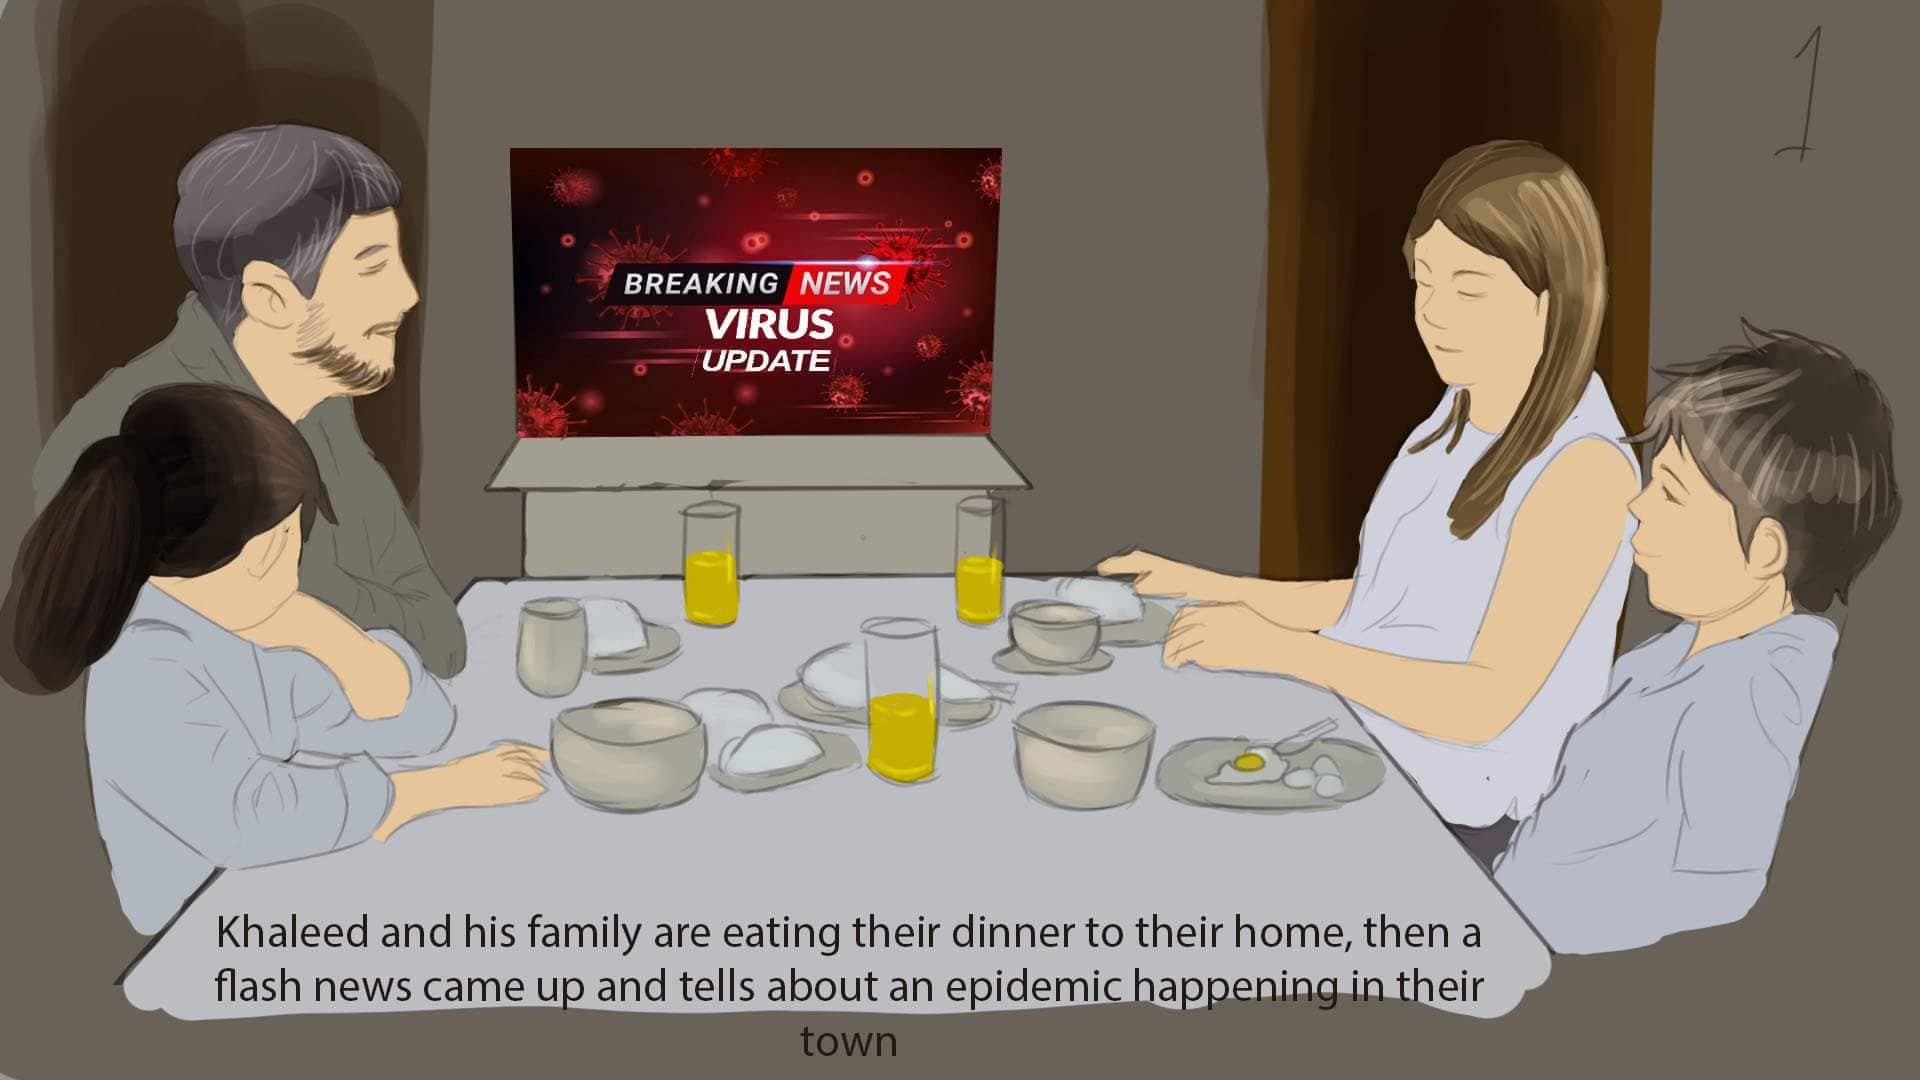 1
BREAKING NEWS
VIRUS
UPDATE
Khaleed and his family are eating their dinner to their home, then a
flash news came up and tells about an epidemic happening in their
town